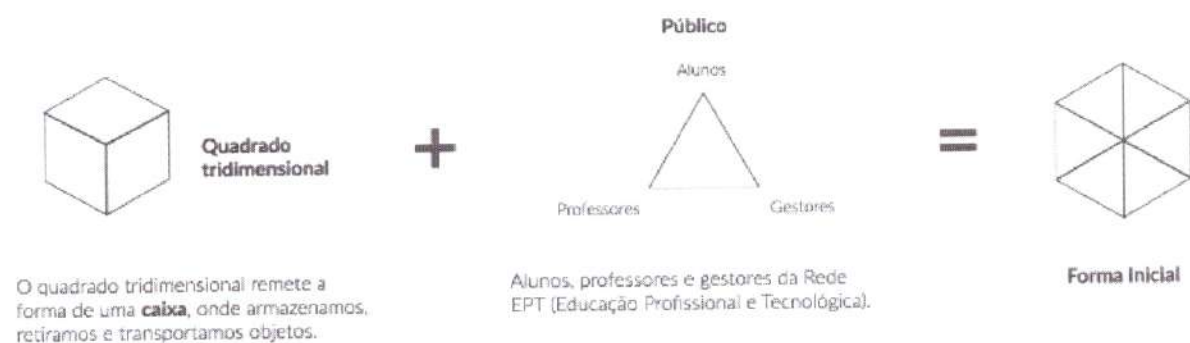 Quadrado
tridimensional
O quadrado tridimensional remete a
forma de uma caixa, onde armazenamos,
retiramos e transportamos objetos.
+
Público
Alunos
Professores
Gestores
Alunos, professores e gestores da Rede
EPT (Educação Profissional e Tecnológica).
=
Forma Inicial